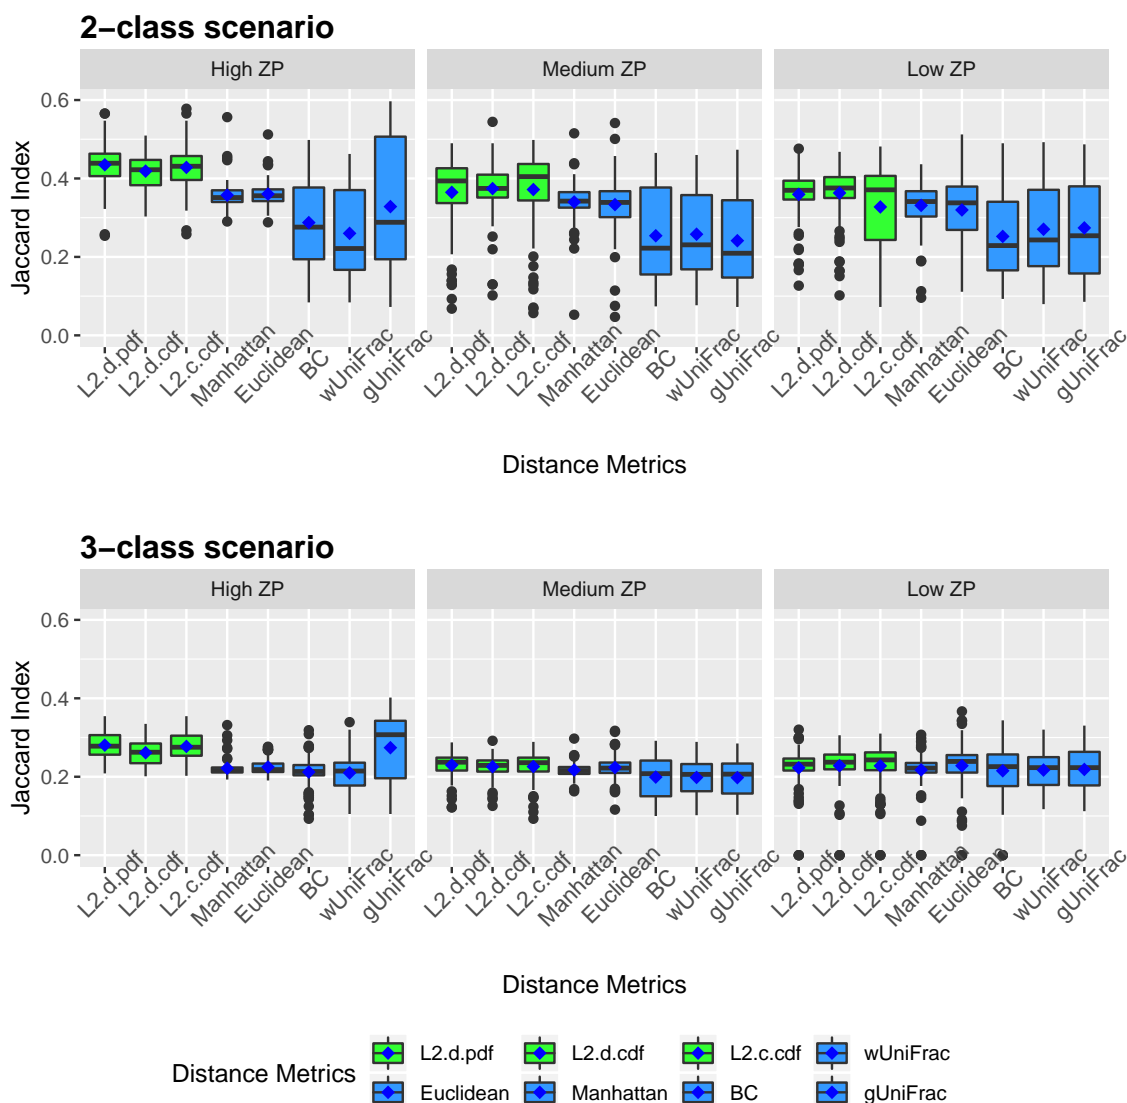 2−class scenario
High ZP Medium ZP Low ZP
Jaccard Index
0.6
0.4
0.2
0.0
L2.d.pdf L2.d.cdf L2.c.cdf Manhattan Euclidean BC wUniFrac gUniFrac L2.d.pdf L2.d.cdf L2.c.cdf Manhattan Euclidean BC wUniFrac gUniFrac L2.d.pdf L2.d.cdf L2.c.cdf Manhattan Euclidean BC wUniFrac gUniFrac
Distance Metrics
3−class scenario
High ZP Medium ZP Low ZP
Jaccard Index
0.6
0.4
0.2
0.0
L2.d.pdf L2.d.cdf L2.c.cdf Manhattan Euclidean BC wUniFrac gUniFrac L2.d.pdf L2.d.cdf L2.c.cdf Manhattan Euclidean BC wUniFrac gUniFrac L2.d.pdf L2.d.cdf L2.c.cdf Manhattan Euclidean BC wUniFrac gUniFrac
Distance Metrics
Distance Metrics
L2.d.pdf L2.d.cdf L2.c.cdf wUniFrac
Euclidean Manhattan BC gUniFrac